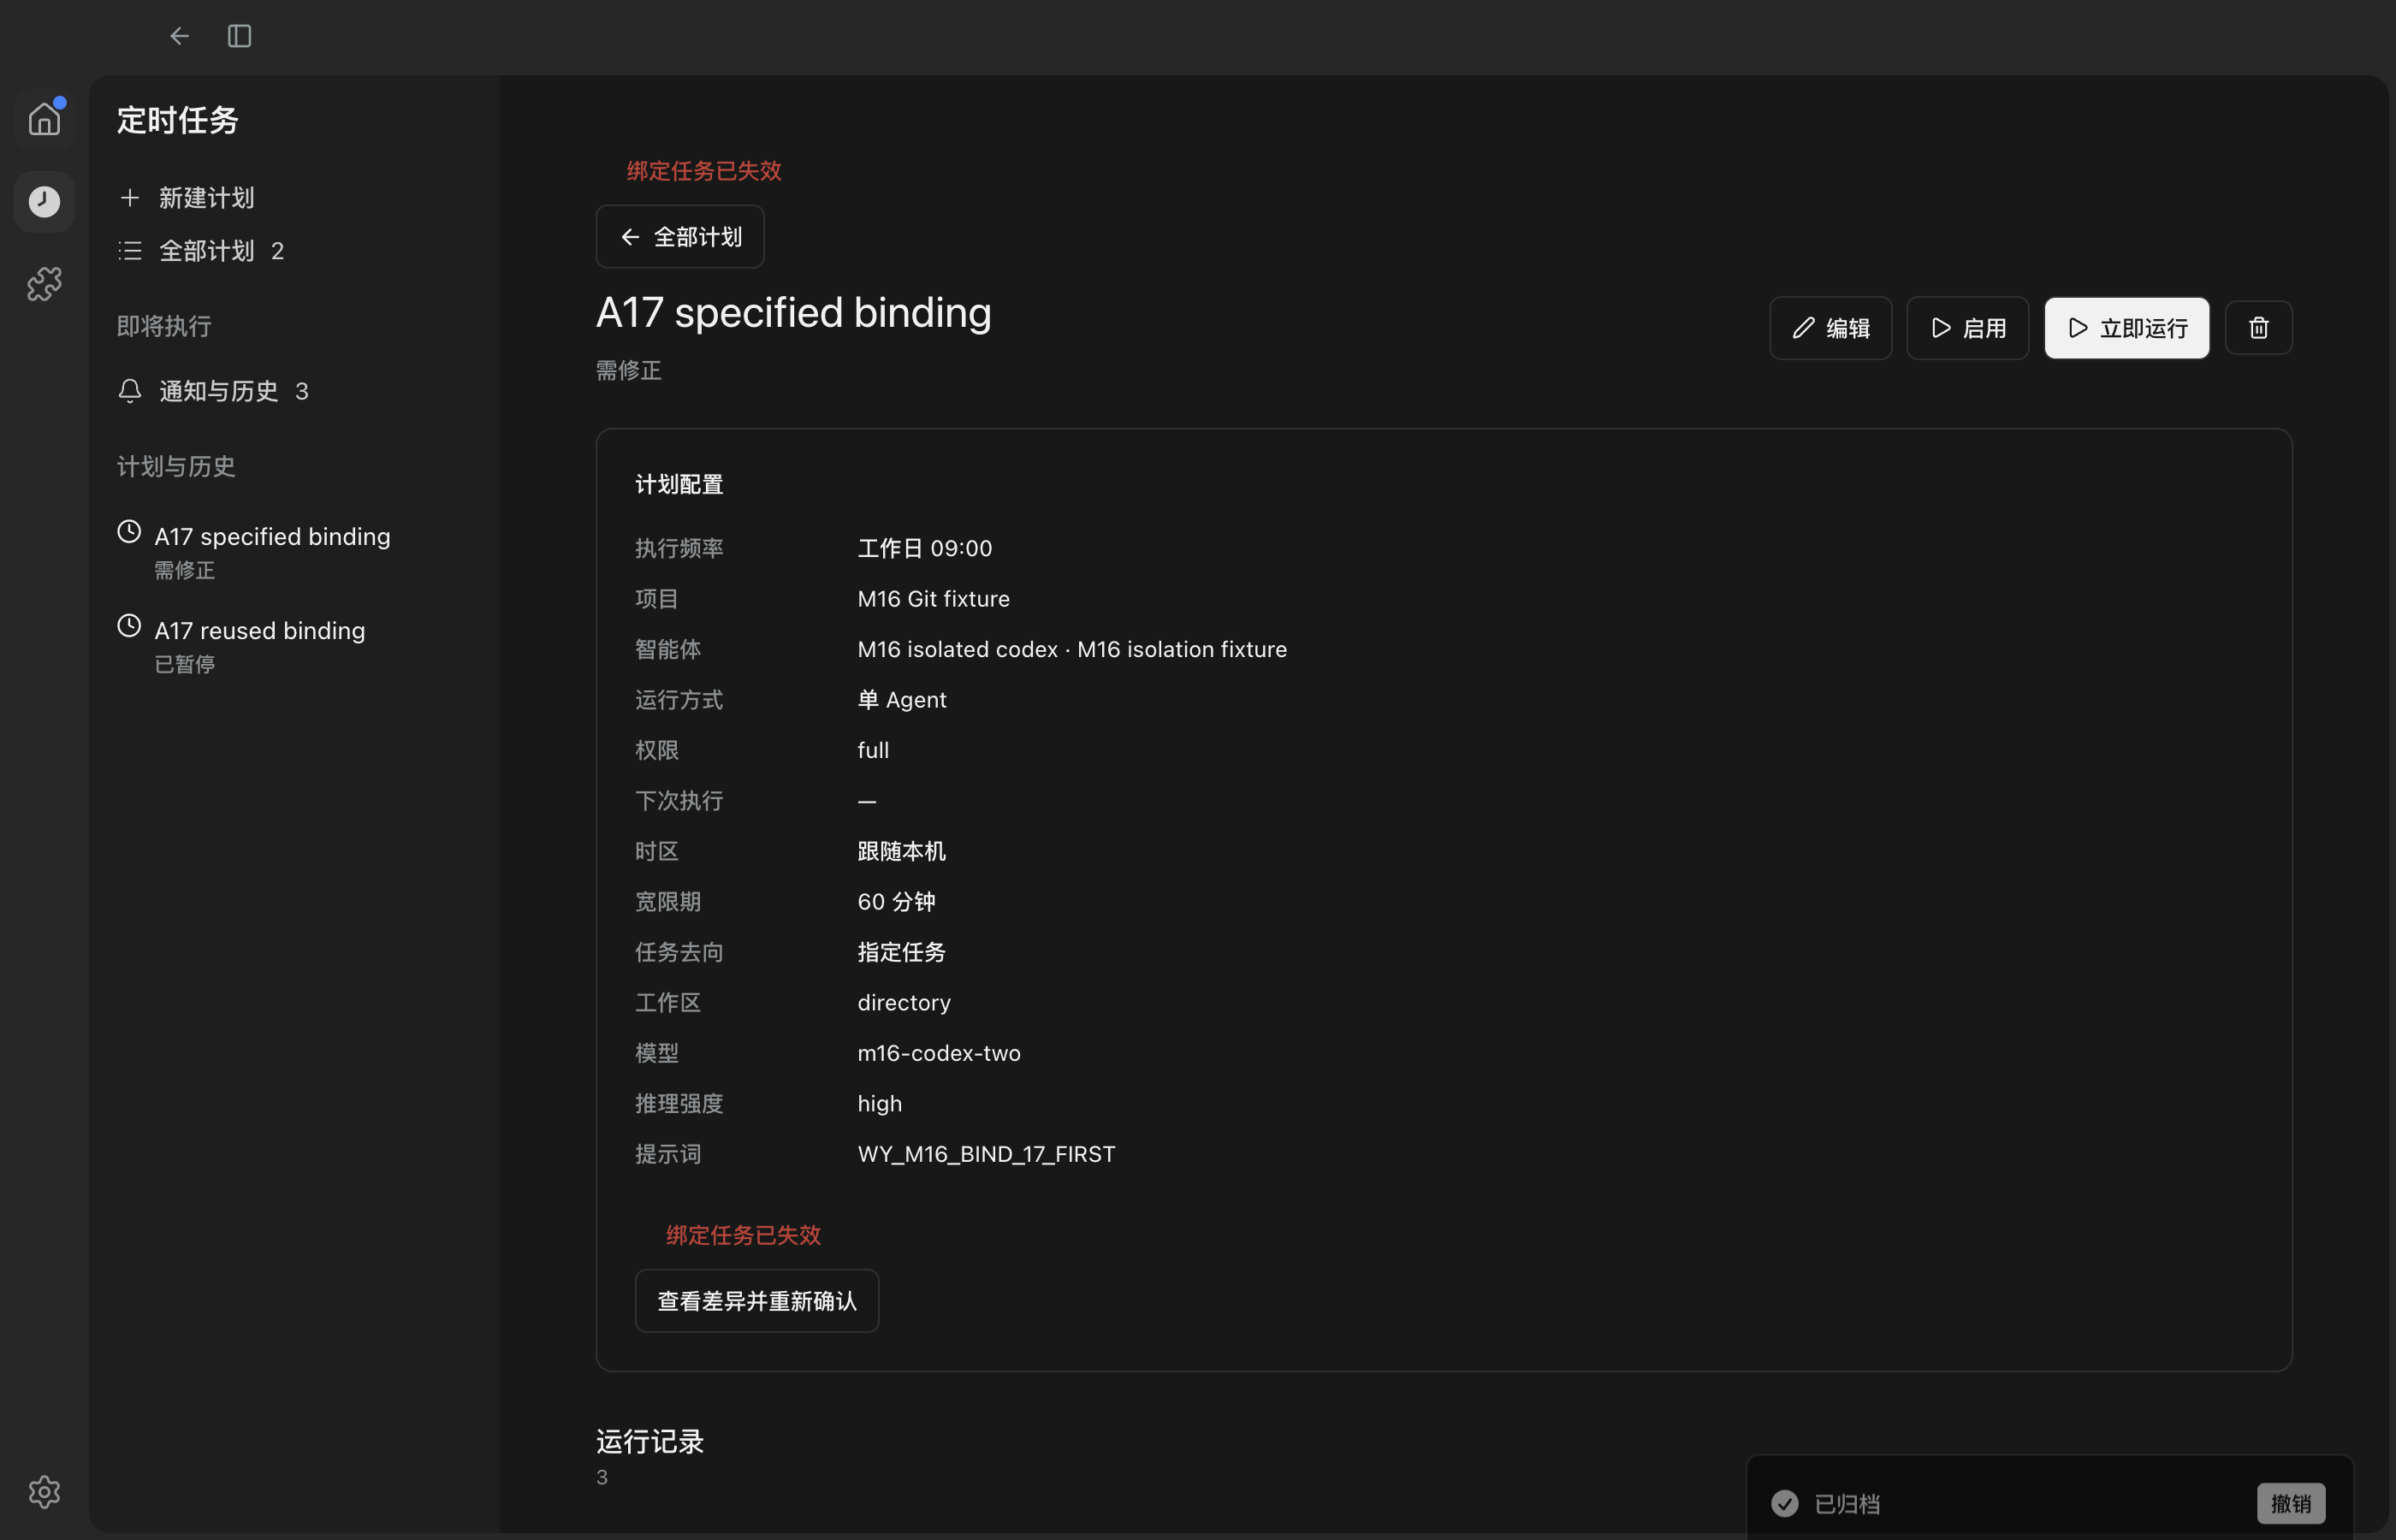 定时任务
新建计划
全部计划 2
即将执行
通知与历史 3
计划与历史
A17 specified binding
需修正
A17 reused binding
已暂停
绑定任务已失效
全部计划
A17 specified binding
需修正
编辑
启用
立即运行
计划配置
执行频率 工作日 09:00
项目 M16 Git fixture
智能体 M16 isolated codex · M16 isolation fixture
运行方式 单 Agent
权限 full
下次执行 —
时区 跟随本机
宽限期 60 分钟
任务去向 指定任务
工作区 directory
模型 m16-codex-two
推理强度 high
提示词 WY_M16_BIND_17_FIRST
绑定任务已失效
查看差异并重新确认
运行记录
3
已归档 撤销